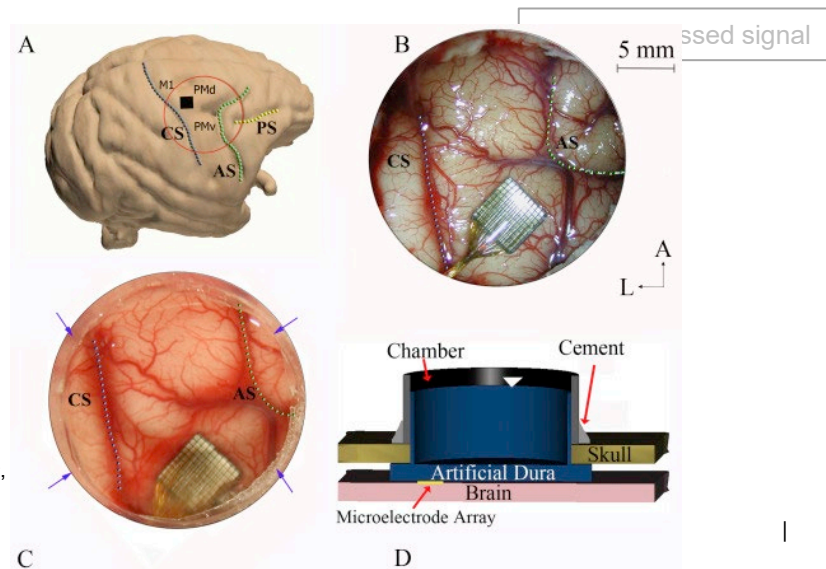 ssed signal
A
M1
PMd
PMv
CS
PS
AS
B
5 mm
CS
AS
A
L
CS
AS
,
Chamber
Cement
Skull
Artificial Dura
Brain
Microelectrode Array
C
D
|